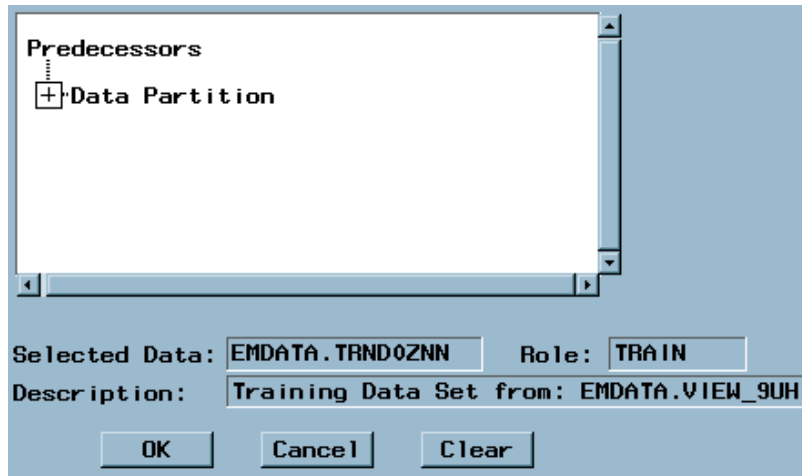 Predecessors
Data Partition
Selected Data: EMDATA.TRND0ZNN Role: TRAIN
Description: Training Data Set from: EMDATA.VIEW_9UH
OK Cancel Clear